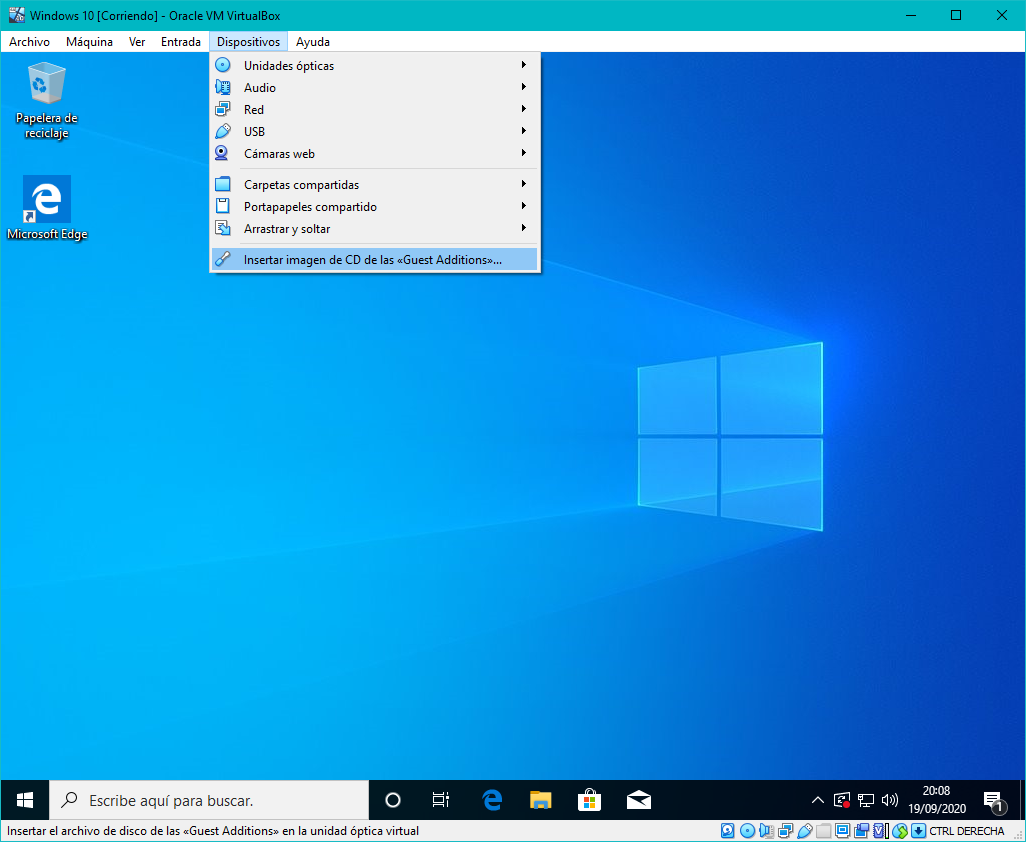 Windows 10 [Corriendo] - Oracle VM VirtualBox
Archivo Máquina Ver Entrada Dispositivos Ayuda
Unidades ópticas
Audio
Red
USB
Cámaras web
Carpetas compartidas
Portapapeles compartido
Arrastrar y soltar
Insertar imagen de CD de las «Guest Additions»...
Papelera de
reciclaje
Microsoft Edge
Escribe aquí para buscar.
20:08
19/09/2020
1
Insertar el archivo de disco de las «Guest Additions» en la unidad óptica virtual
CTRL DERECHA